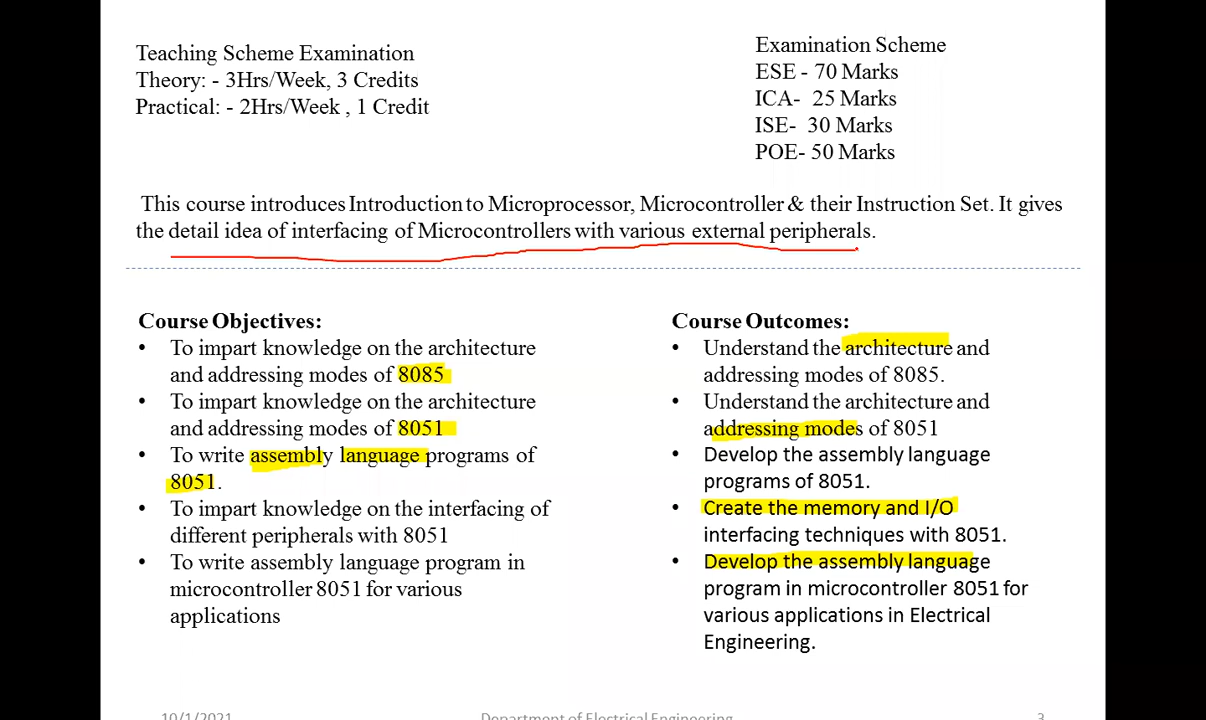 Teaching Scheme Examination
Theory: - 3Hrs/Week, 3 Credits
Practical: - 2Hrs/Week , 1 Credit
Examination Scheme
ESE - 70 Marks
ICA-  25 Marks
ISE-  30 Marks
POE- 50 Marks
This course introduces Introduction to Microprocessor, Microcontroller & their Instruction Set. It gives
the detail idea of interfacing of Microcontrollers with various external peripherals.
Course Objectives:
• To impart knowledge on the architecture
and addressing modes of 8085
• To impart knowledge on the architecture
and addressing modes of 8051
• To write assembly language programs of
8051.
• To impart knowledge on the interfacing of
different peripherals with 8051
• To write assembly language program in
microcontroller 8051 for various
applications
Course Outcomes:
• Understand the architecture and
addressing modes of 8085.
• Understand the architecture and
addressing modes of 8051
• Develop the assembly language
programs of 8051.
• Create the memory and I/O
interfacing techniques with 8051.
• Develop the assembly language
program in microcontroller 8051 for
various applications in Electrical
Engineering.
10/1/2021
Department of Electrical Engineering
3